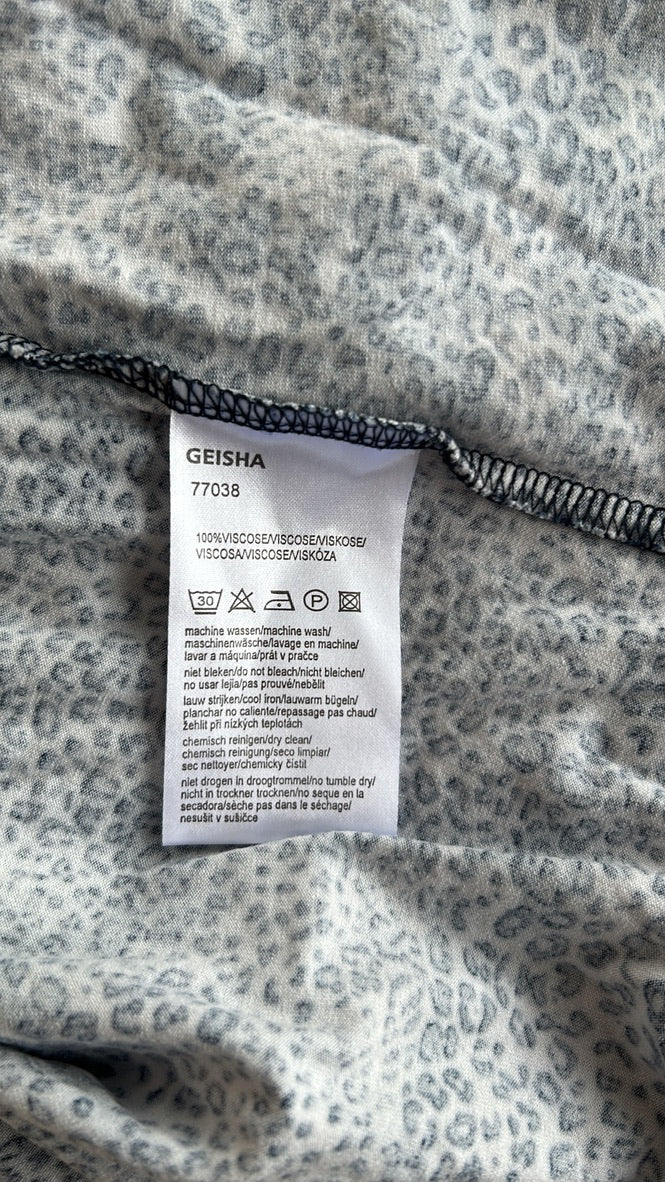 GEISHA
77038
100%VISCOSE/VISCOSE/VISKOSE/
VISCOSA/VISCOSE/VISKÓZA
30 P
machine wassen/machine wash/
maschinenwäsche/lavage en machine/
lavar a máquina/prát v pračce
niet bleken/do not bleach/nicht bleichen/
no usar lejia/pas prouvé/nebělit
lauw strijken/cool iron/lauwarm bügeln/
planchar no caliente/repassage pas chaud/
žehlit při nízkých teplotách
chemisch reinigen/dry clean/
chemisch reinigung/seco limpiar/
sec nettoyer/chemicky čistit
niet drogen in droogtrommel/no tumble dry/
nicht in trockner trocknen/no seque en la
secadora/sèche pas dans le séchage/
nesušit v sušičce